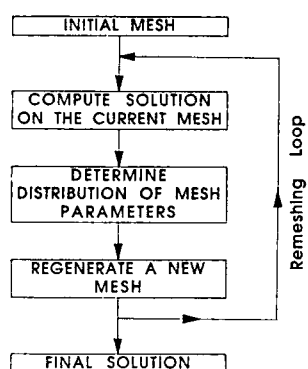 INITIAL MESH
COMPUTE SOLUTION
ON THE CURRENT MESH
DETERMINE
DISTRIBUTION OF MESH
PARAMETERS
REGENERATE A NEW
MESH
FINAL SOLUTION
Remeshing Loop